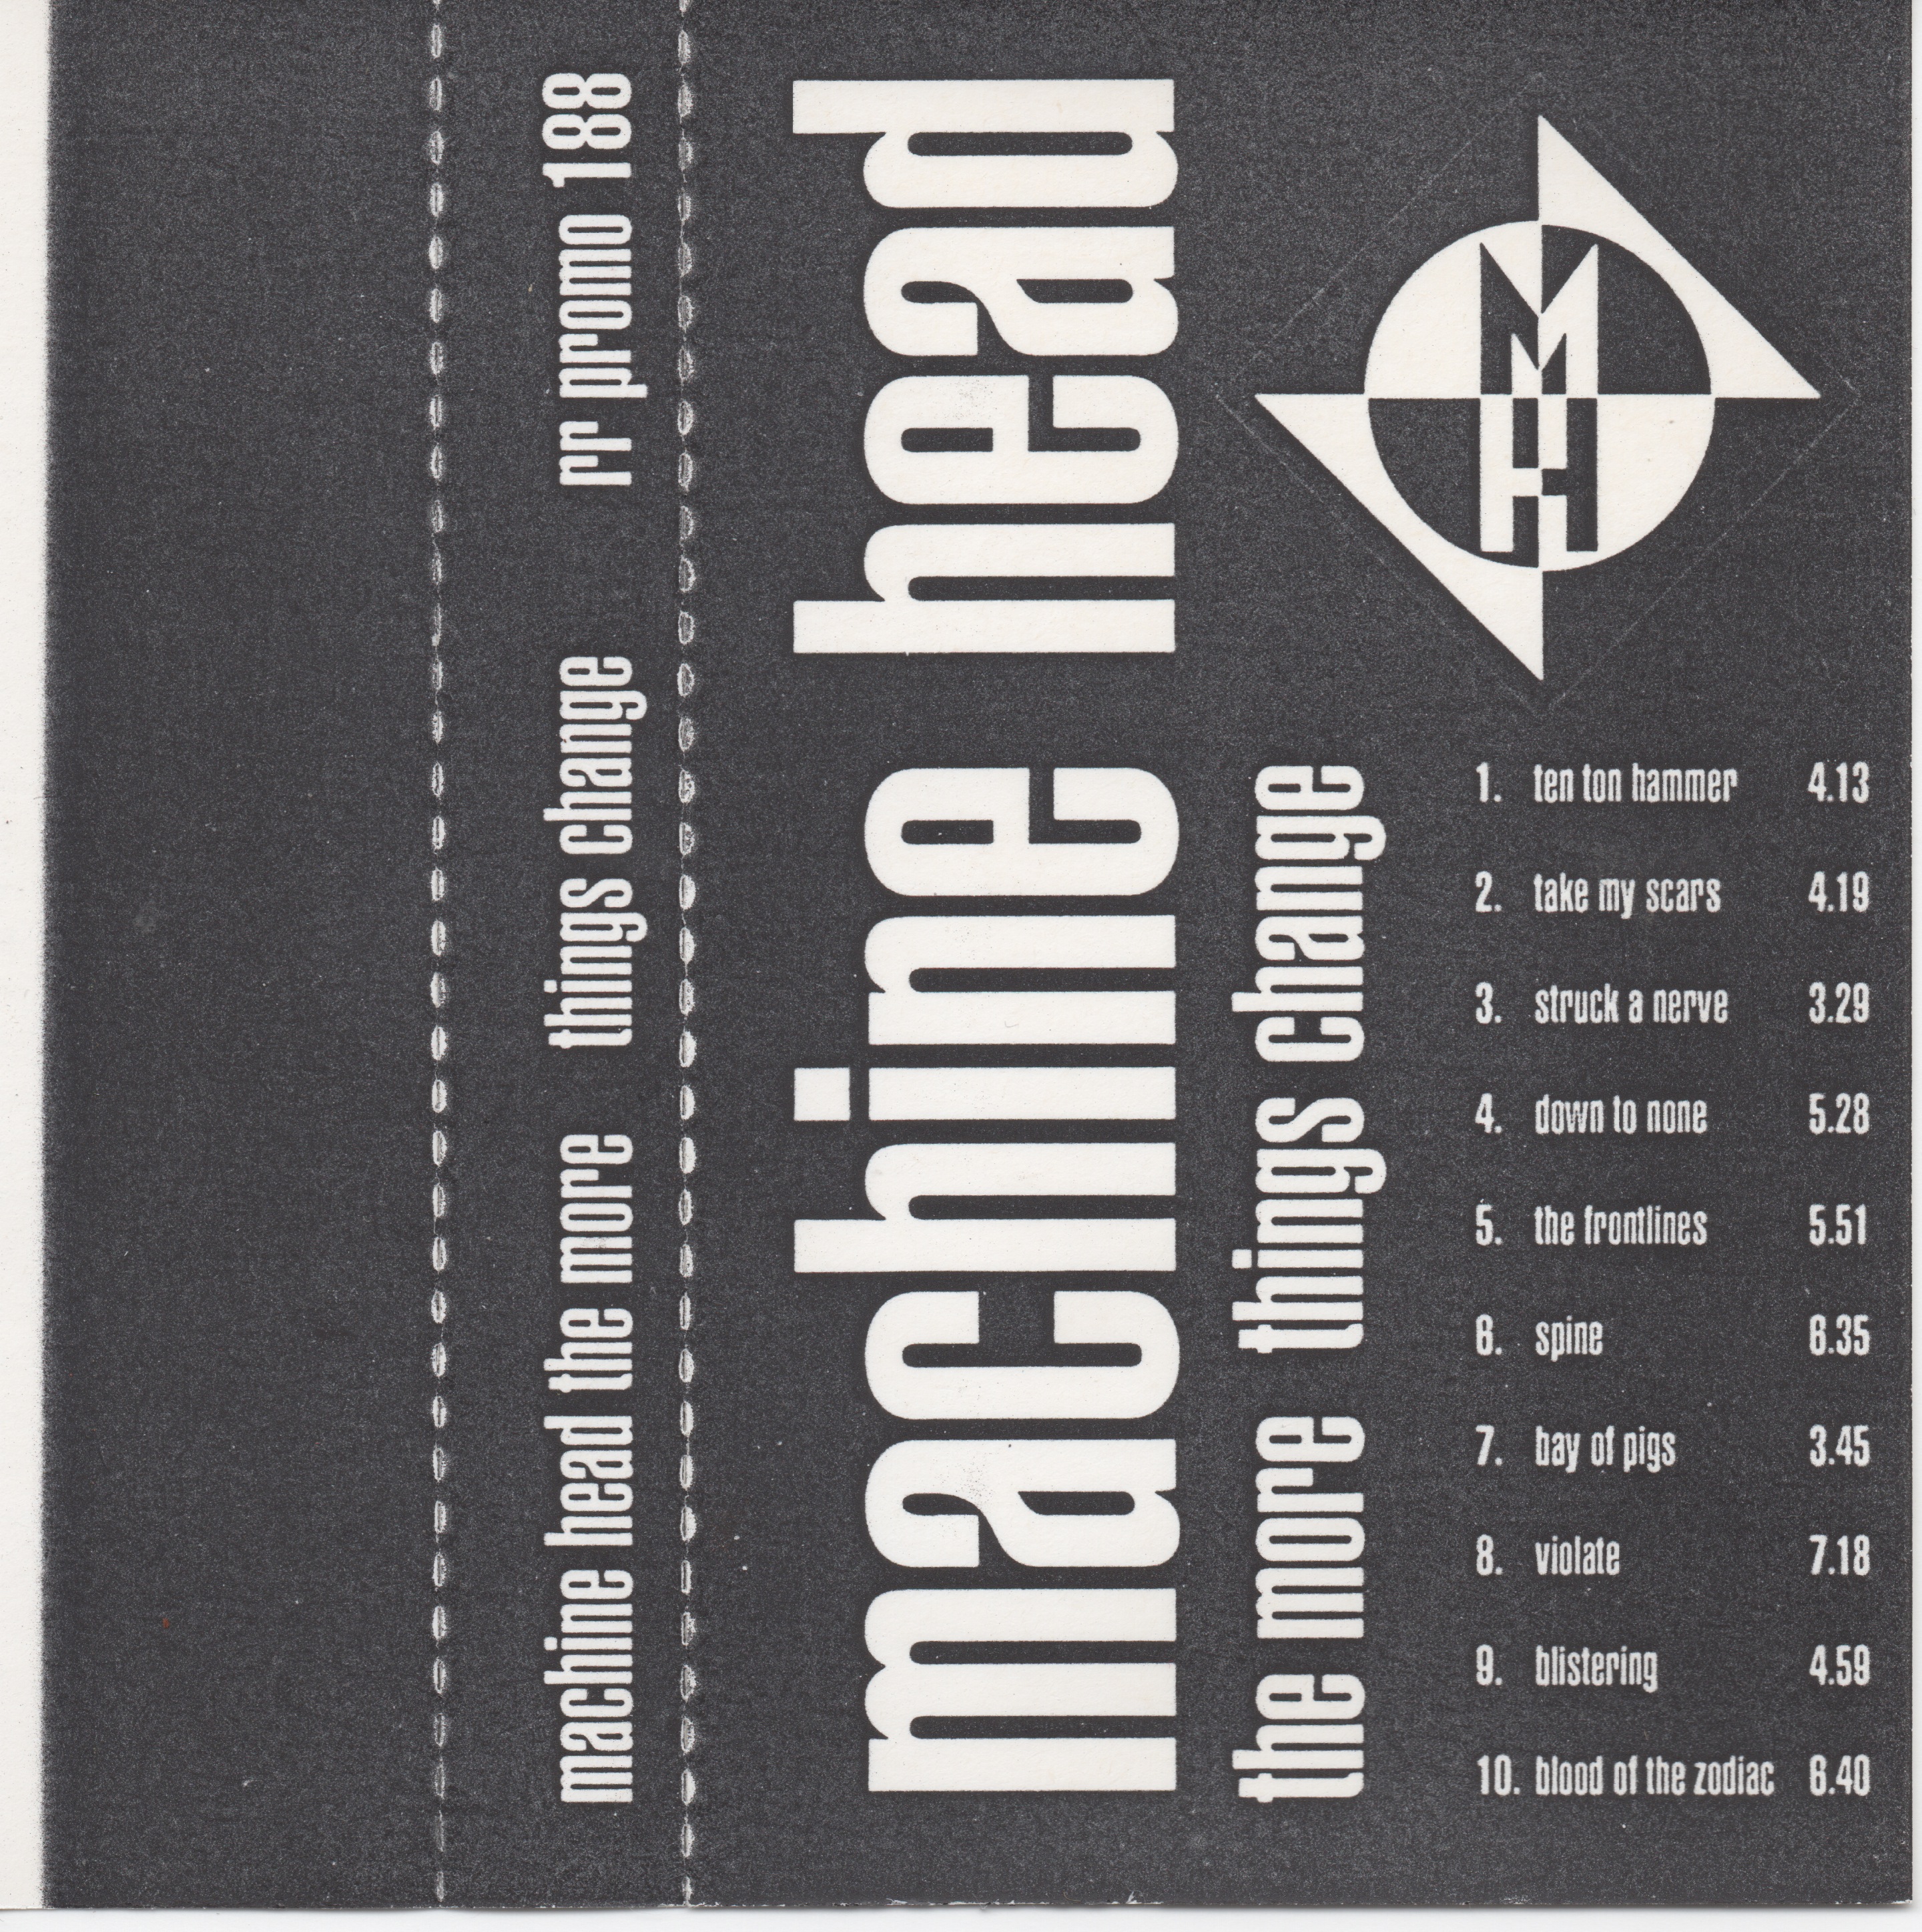 machine head the more things change rr promo 188
machine head
the more things change
MH
1. ten ton hammer 4.13
2. take my scars 4.19
3. struck a nerve 3.29
4. down to none 5.28
5. the frontlines 5.51
6. spine 6.35
7. bay of pigs 3.45
8. violate 7.18
9. blistering 4.59
10. blood of the zodiac 6.40